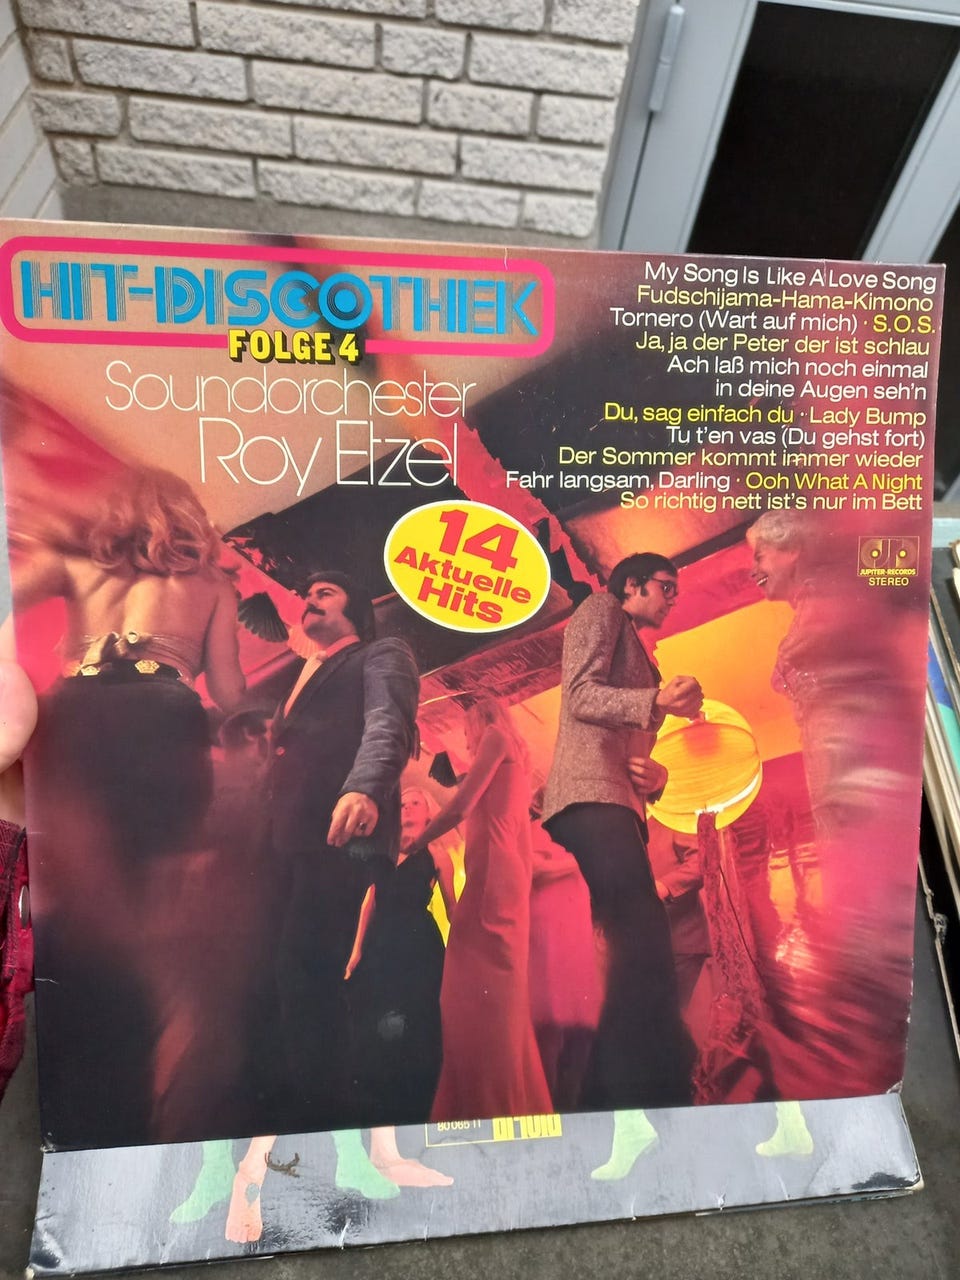 HIT-DISCOTHEK
FOLGE 4
Soundorchester
Roy Etzel
14
Aktuelle
Hits
My Song Is Like A Love Song
Fudschijama-Hama-Kimono
Tornero (Wart auf mich) · S.O.S.
Ja, ja der Peter der ist schlau
Ach laß mich noch einmal
in deine Augen seh'n
Du, sag einfach du · Lady Bump
Tu t'en vas (Du gehst fort)
Der Sommer kommt immer wieder
Fahr langsam, Darling · Ooh What A Night
So richtig nett ist's nur im Bett
JUPITER-RECORDS
STEREO